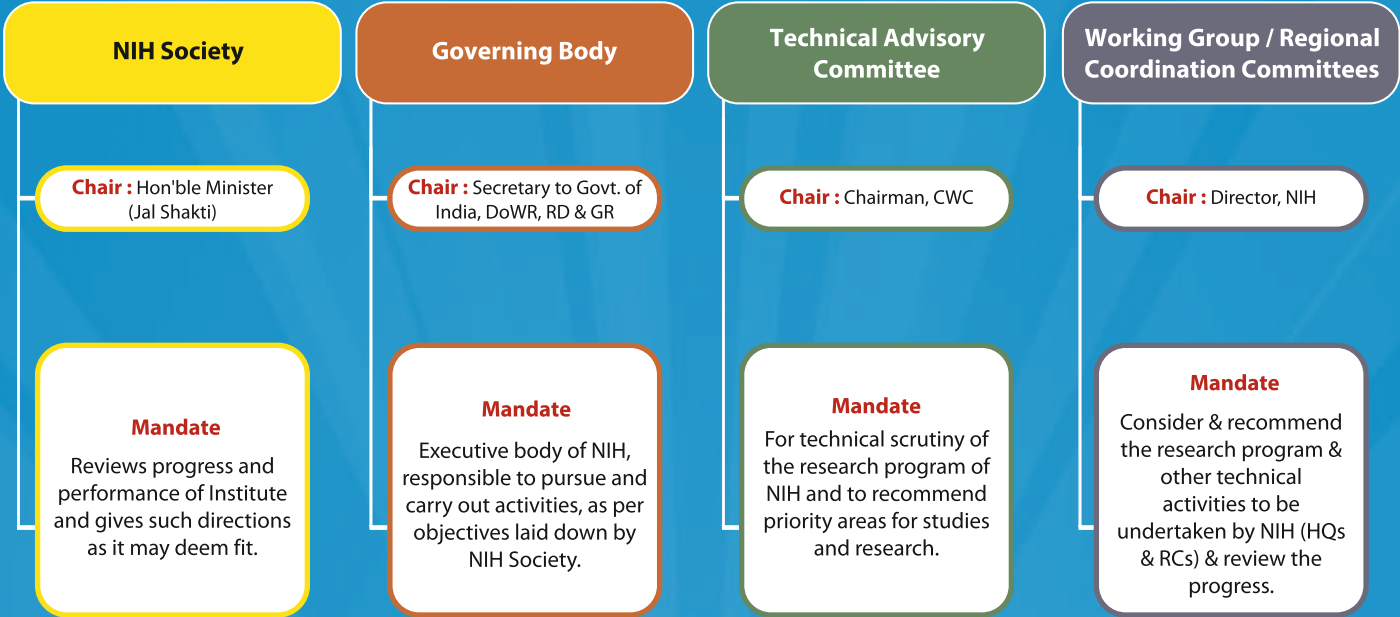 NIH Society
Chair : Hon'ble Minister
(Jal Shakti)
Mandate
Reviews progress and
performance of Institute
and gives such directions
as it may deem fit.
Governing Body
Chair : Secretary to Govt. of
India, DoWR, RD & GR
Mandate
Executive body of NIH,
responsible to pursue and
carry out activities, as per
objectives laid down by
NIH Society.
Technical Advisory
Committee
Chair : Chairman, CWC
Mandate
For technical scrutiny of
the research program of
NIH and to recommend
priority areas for studies
and research.
Working Group / Regional
Coordination Committees
Chair : Director, NIH
Mandate
Consider & recommend
the research program &
other technical
activities to be
undertaken by NIH (HQs
& RCs) & review the
progress.